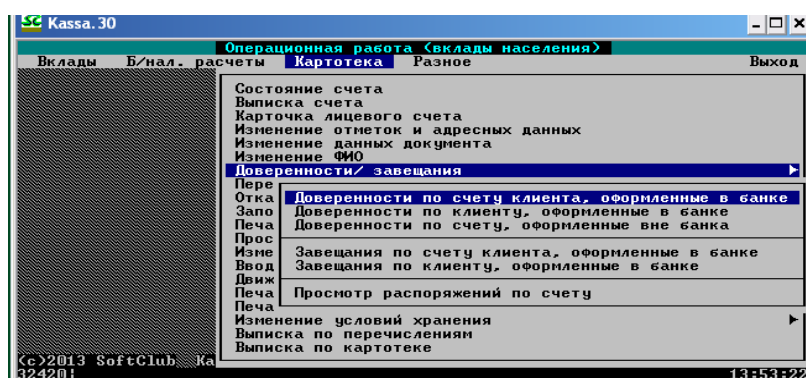 SC Kassa.30
Операционная работа (вклады населения)
Вклады Б/нал. расчеты Картотека Разное Выход
Состояние счета
Выписка счета
Карточка лицевого счета
Изменение отметок и адресных данных
Изменение данных документа
Изменение ФИО
Доверенности/ завещания
Пере
Отка Доверенности по счету клиента, оформленные в банке
Запо Доверенности по клиенту, оформленные в банке
Печа Доверенности по счету, оформленные вне банка
Прос
Изме Завещания по счету клиента, оформленные в банке
Ввод Завещания по клиенту, оформленные в банке
Движ
Печа Просмотр распоряжений по счету
Печа
Изменение условий хранения
Выписка по перечислениям
Выписка по картотеке
(c)2013 SoftClub Ка
32420! 13:53:22